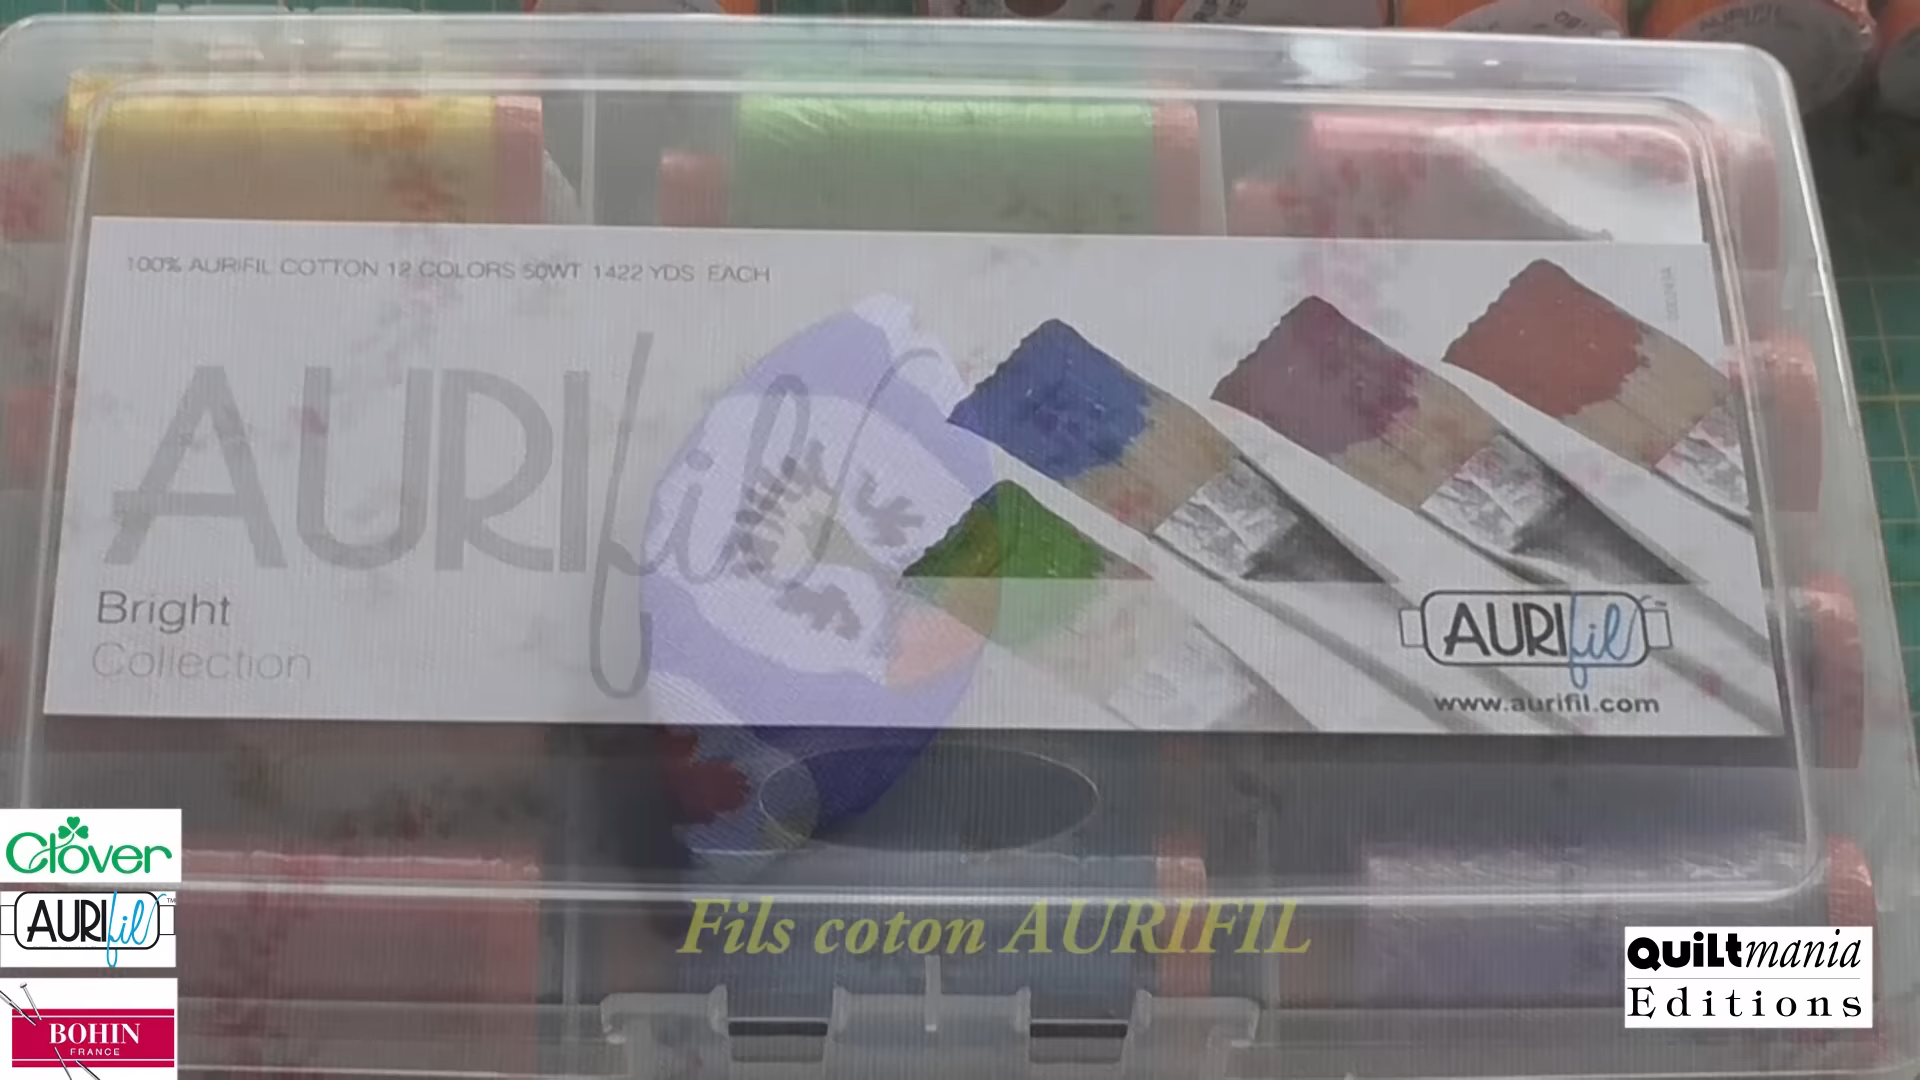 AURIFIL
100% AURIFIL COTTON 12 COLORS 50WT 1422 YDS EACH
AURIfil
Bright
Collection
AURIfil
www.aurifil.com
Clover
AURIfil™
BOHIN
FRANCE
Fils coton AURIFIL
QUILTmania
Editions